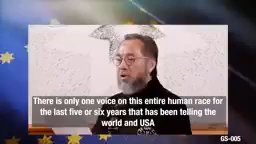 There is only one voice on this entire human race for
the last five or six years that has been telling the
world and USA
GS-005